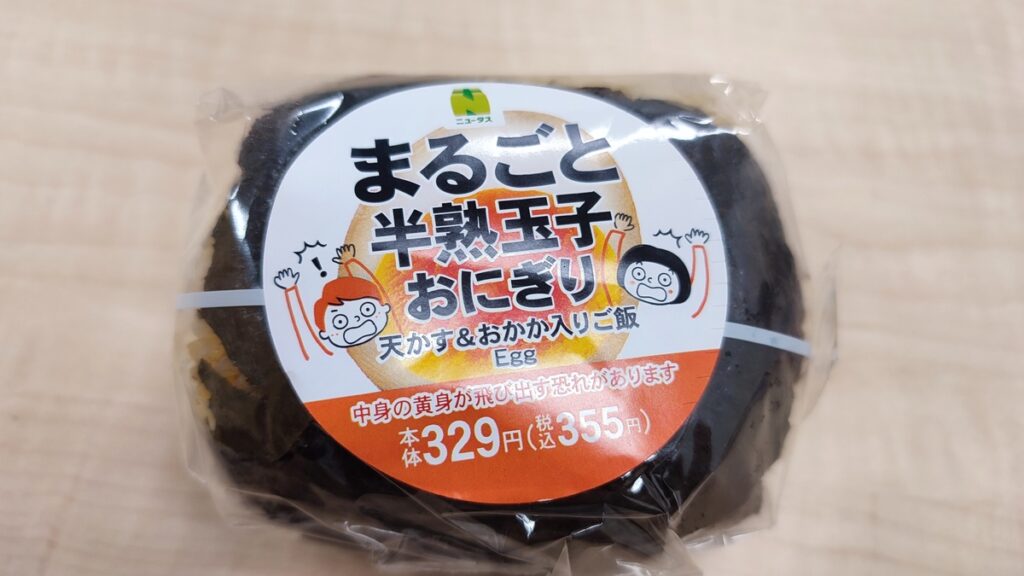 ニューデイズ
まるごと
半熟玉子
おにぎり
天かす&おかか入りご飯
Egg
中身の黄身が飛び出す恐れがあります
本体329円(税込355円)
!